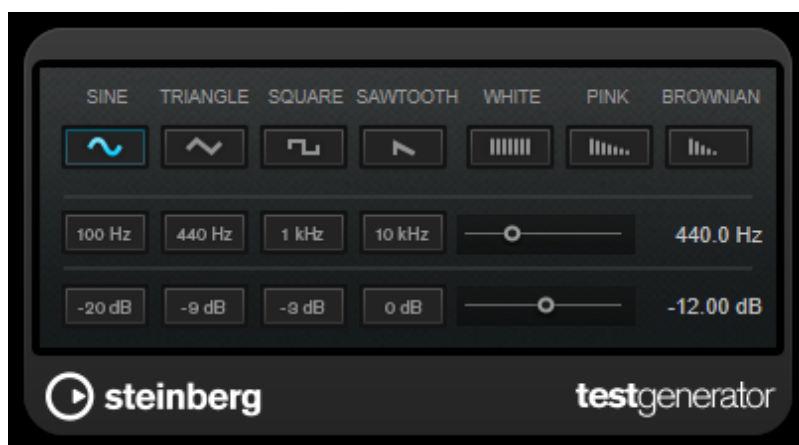 SINE TRIANGLE SQUARE SAWTOOTH WHITE PINK BROWNIAN
100 Hz 440 Hz 1 kHz 10 kHz 440.0 Hz
-20 dB -9 dB -3 dB 0 dB -12.00 dB
steinberg testgenerator